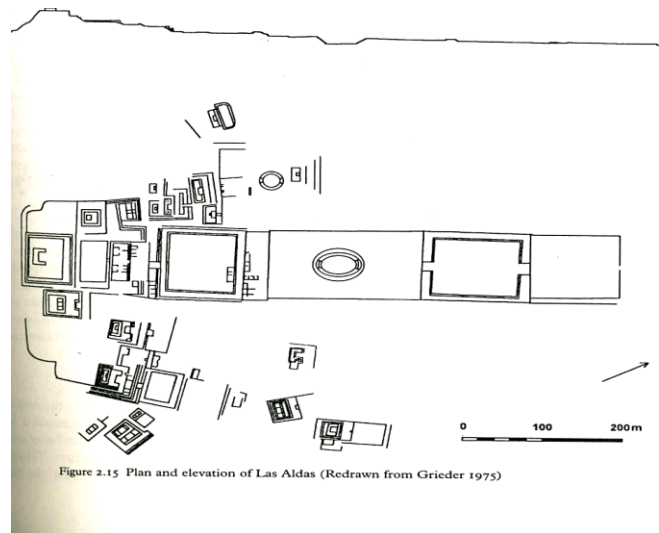 0 100 200m
Figure 2.15 Plan and elevation of Las Aldas (Redrawn from Grieder 1975)